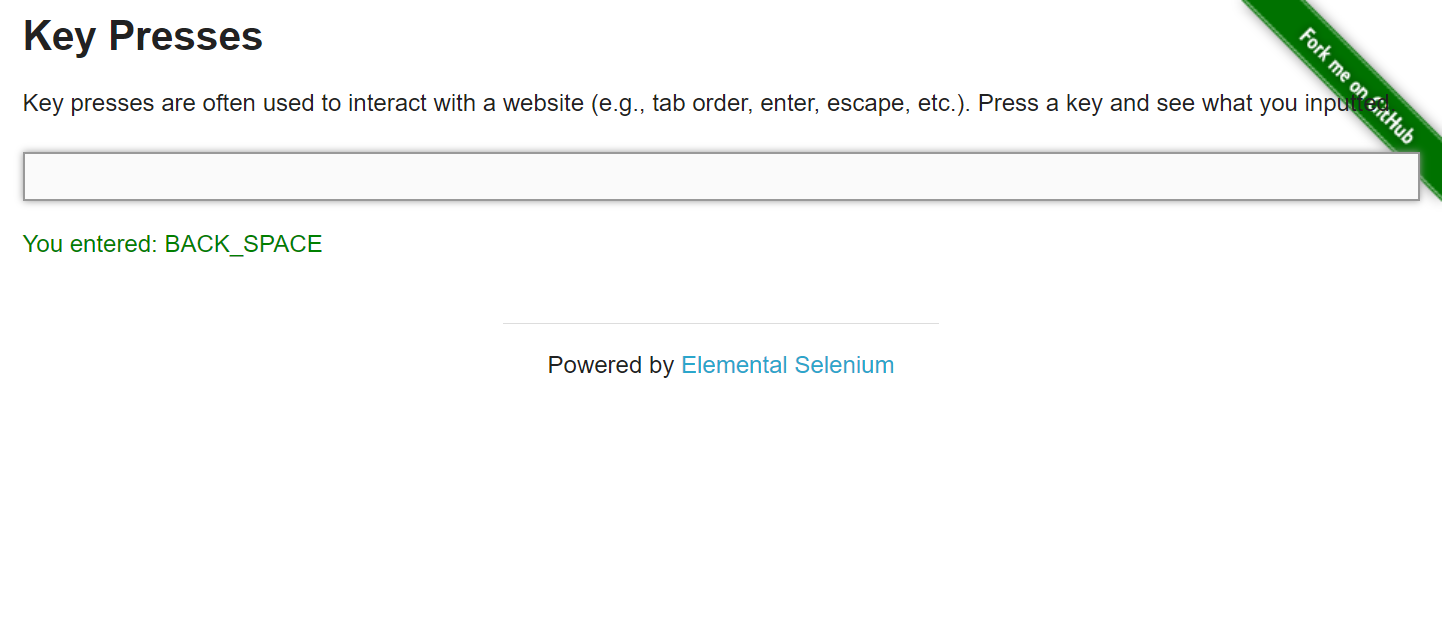 Key Presses
Key presses are often used to interact with a website (e.g., tab order, enter, escape, etc.). Press a key and see what you inputted.
Fork me on GitHub
You entered: BACK_SPACE
Powered by Elemental Selenium